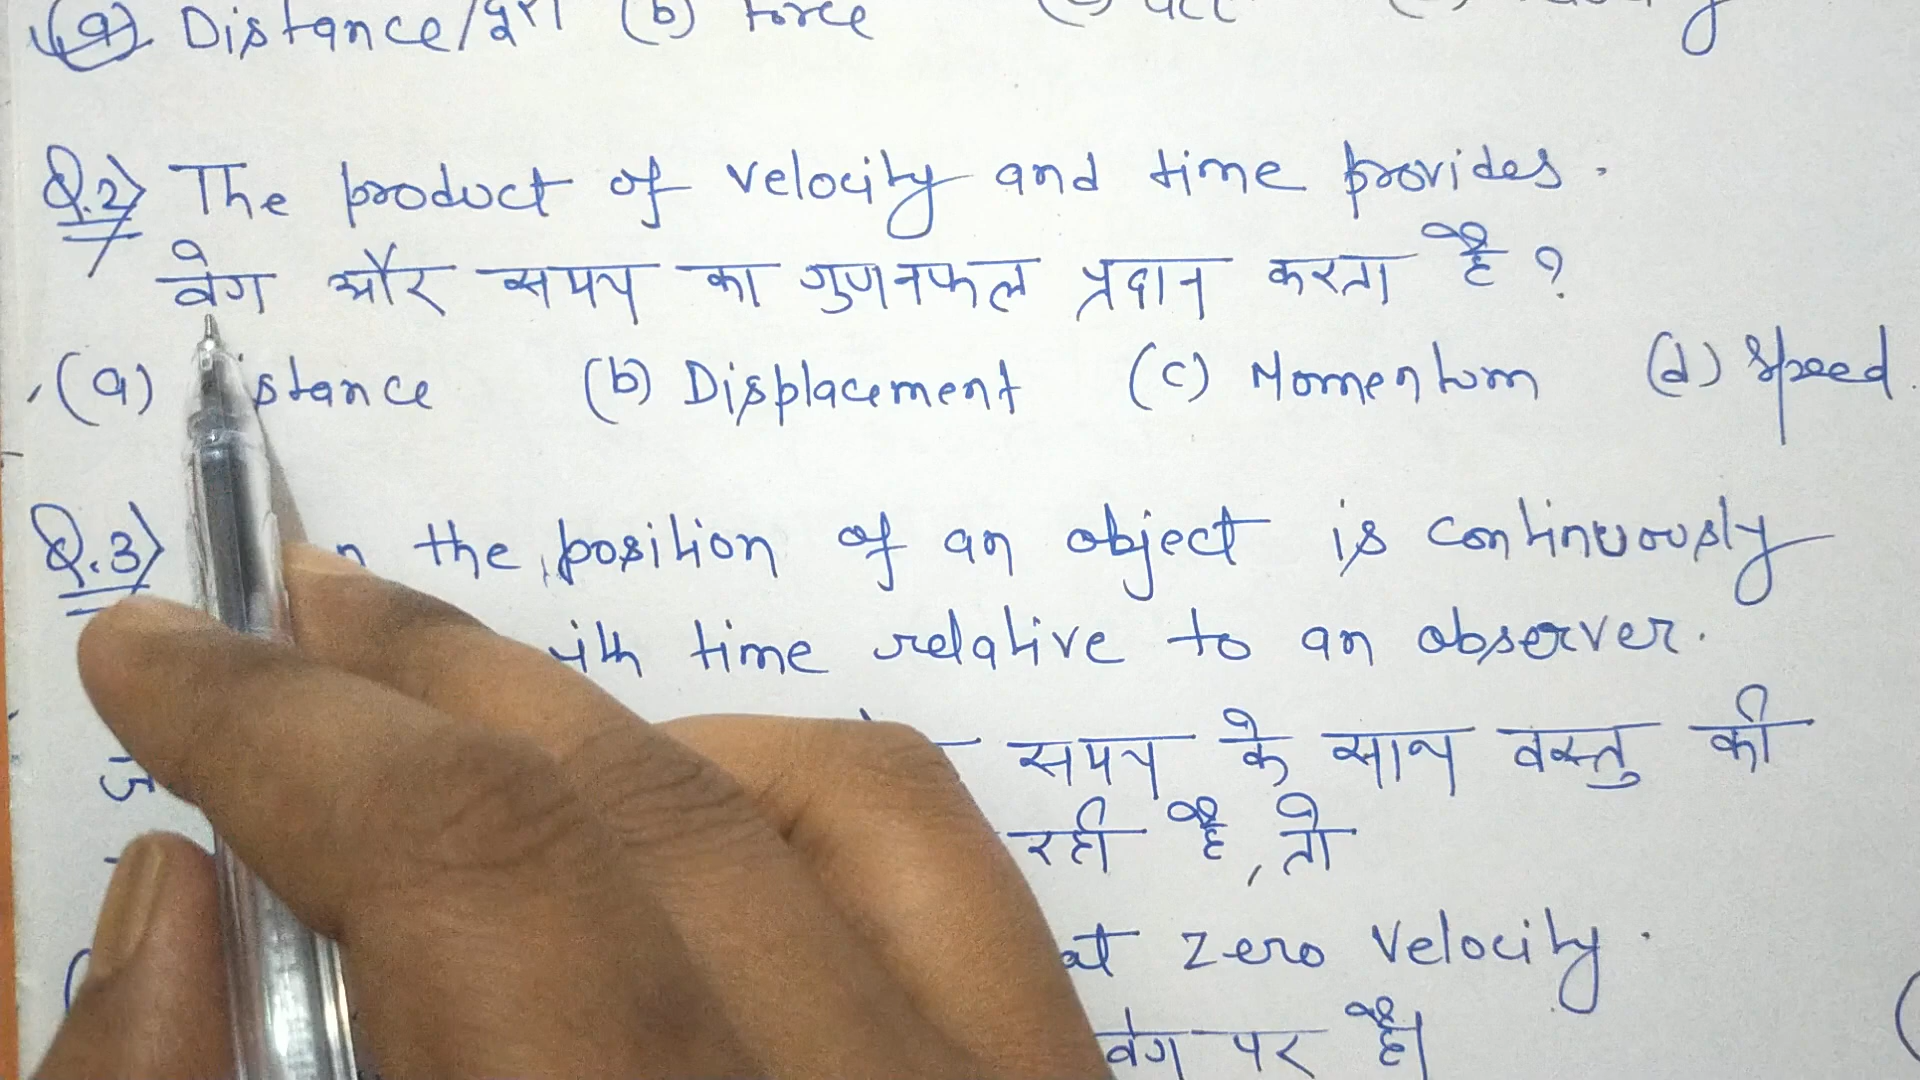 (a) Distance/दूरी (b) Force
Q.2> The product of velocity and time provides.
वेग और समय का गुणनफल प्रदान करता है ?
(a) Distance (b) Displacement (c) Momentum (d) Speed.
Q.3> the position of an object is continuously
with time relative to an observer.
समय के साथ वस्तु की
रही है, तो
at zero velocity.
वेग पर है।